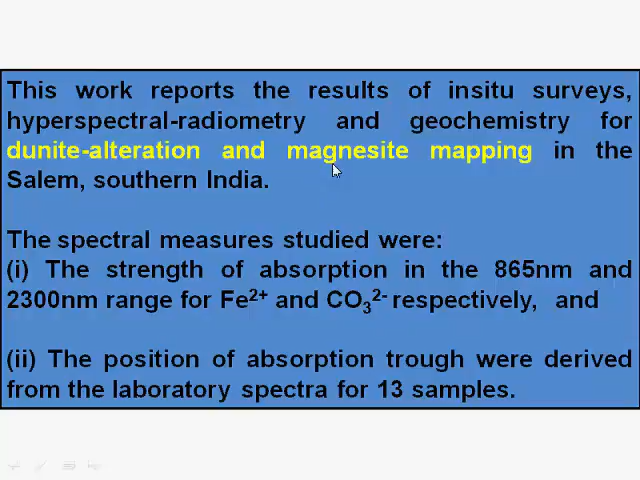 This work reports the results of insitu surveys,
hyperspectral-radiometry and geochemistry for
dunite-alteration and magnesite mapping in the
Salem, southern India.
The spectral measures studied were:
(i) The strength of absorption in the 865nm and
2300nm range for Fe²⁺ and CO₃²⁻ respectively, and
(ii) The position of absorption trough were derived
from the laboratory spectra for 13 samples.